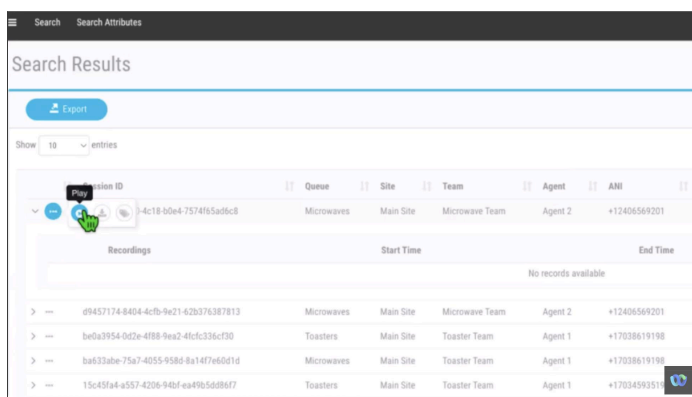 Search Search Attributes
Search Results
Export
Show 10 entries
Session ID Queue Site Team Agent ANI
Play
-4c18-b0e4-7574f65ad6c8 Microwaves Main Site Microwave Team Agent 2 +12406569201
Recordings Start Time End Time
No records available
d9457174-8404-4cfb-9e21-62b376387813 Microwaves Main Site Microwave Team Agent 2 +12406569201
be0a3954-0d2e-4f88-9ea2-4fcfc336cf30 Toasters Main Site Toaster Team Agent 1 +17038619198
ba633abe-75a7-4055-958d-8a14f7e60d1d Microwaves Main Site Toaster Team Agent 1 +17038619198
15c45fa4-a557-4206-94bf-ea49b5dd86f7 Toasters Main Site Toaster Team Agent 1 +17034593519